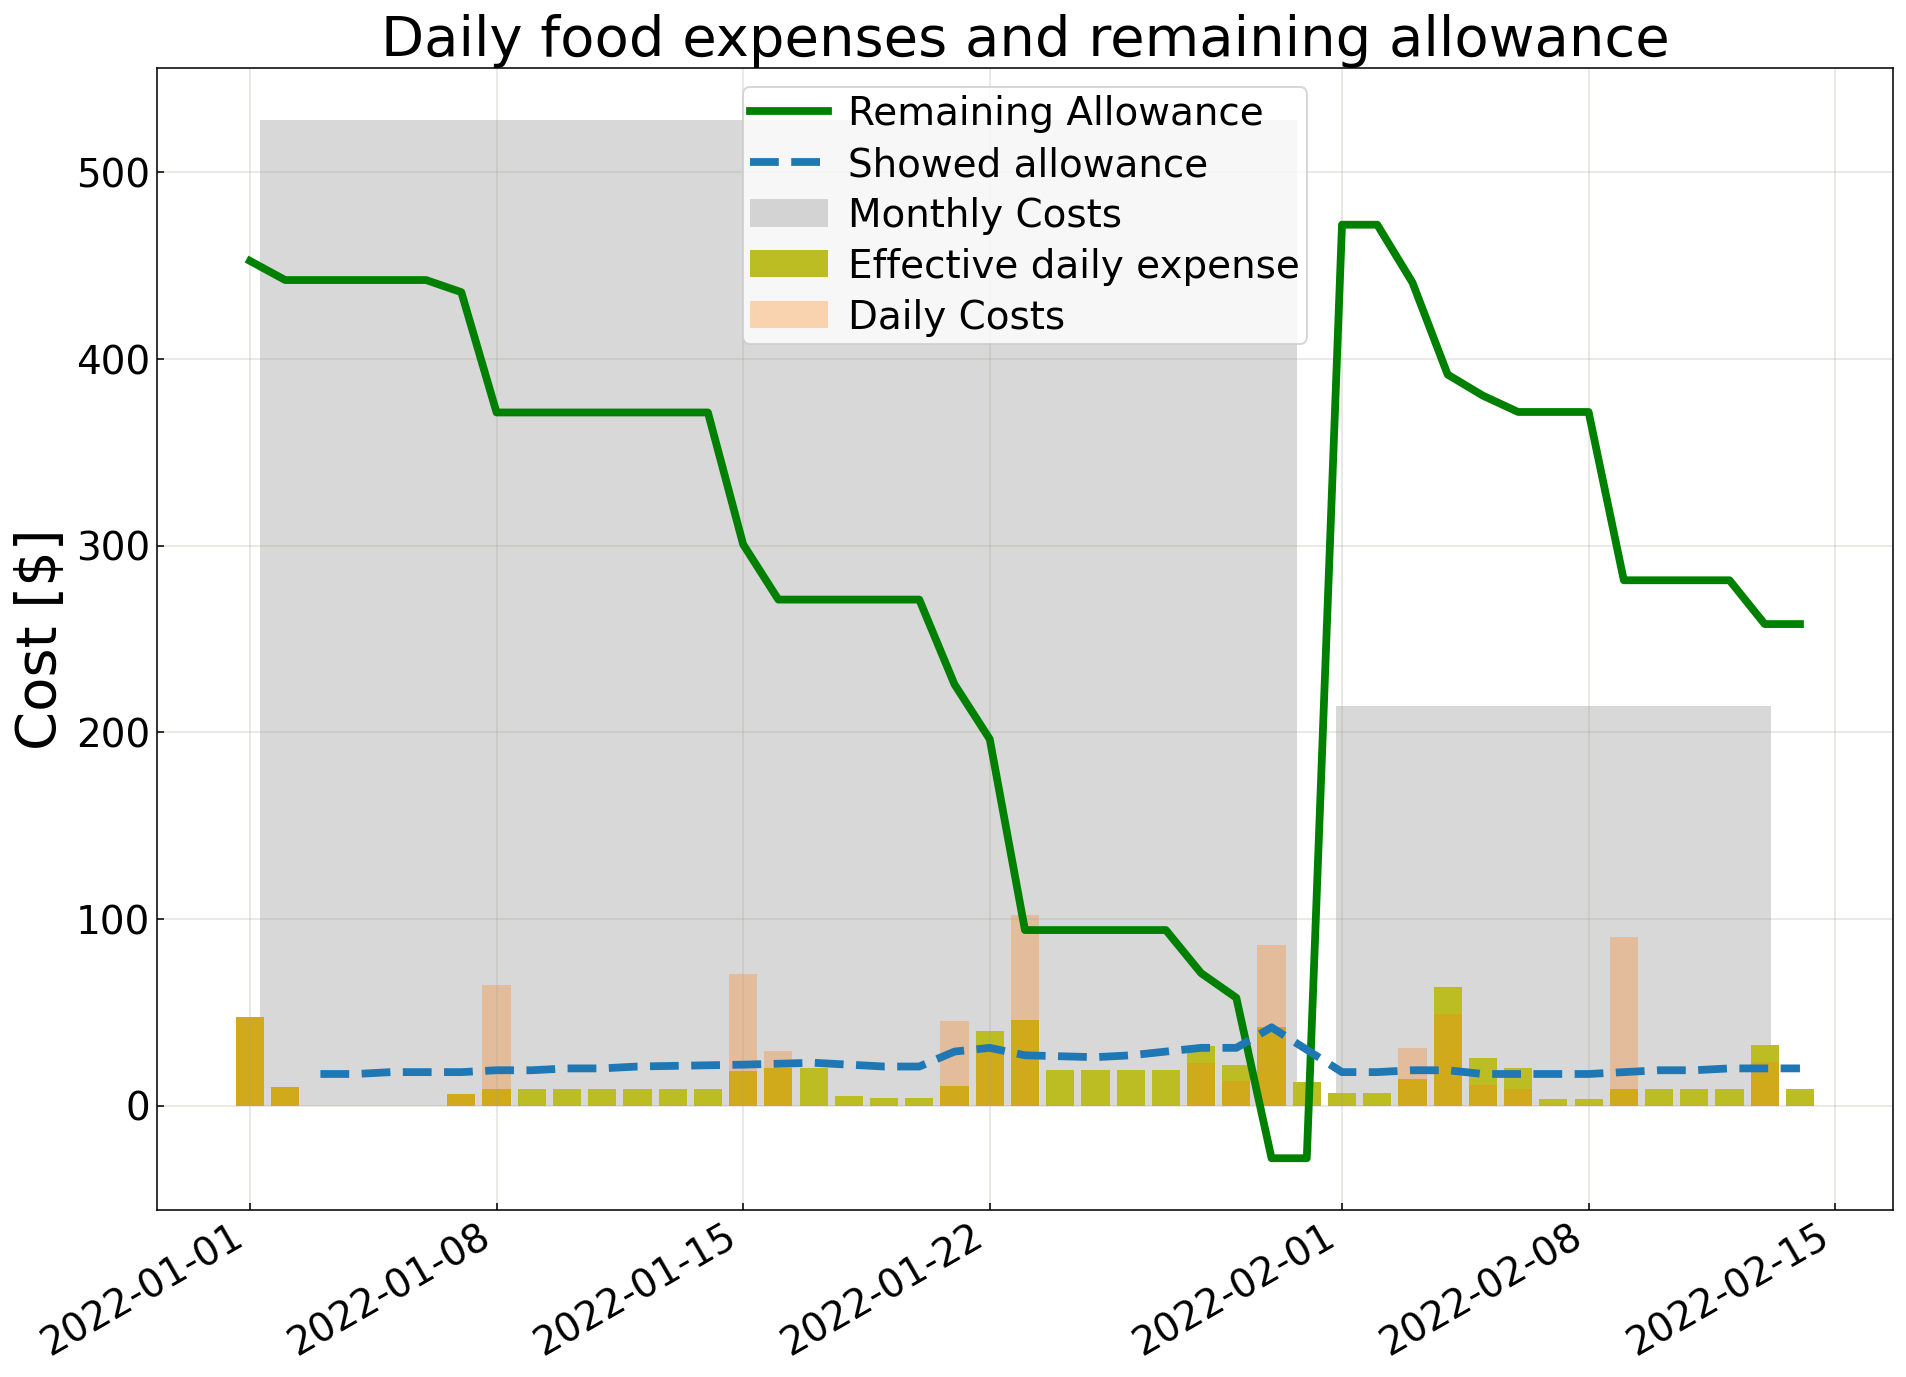 Daily food expenses and remaining allowance
Remaining Allowance
Showed allowance
Monthly Costs
Effective daily expense
Daily Costs
Cost [$]
500
400
300
200
100
0
2022-01-01
2022-01-08
2022-01-15
2022-01-22
2022-02-01
2022-02-08
2022-02-15